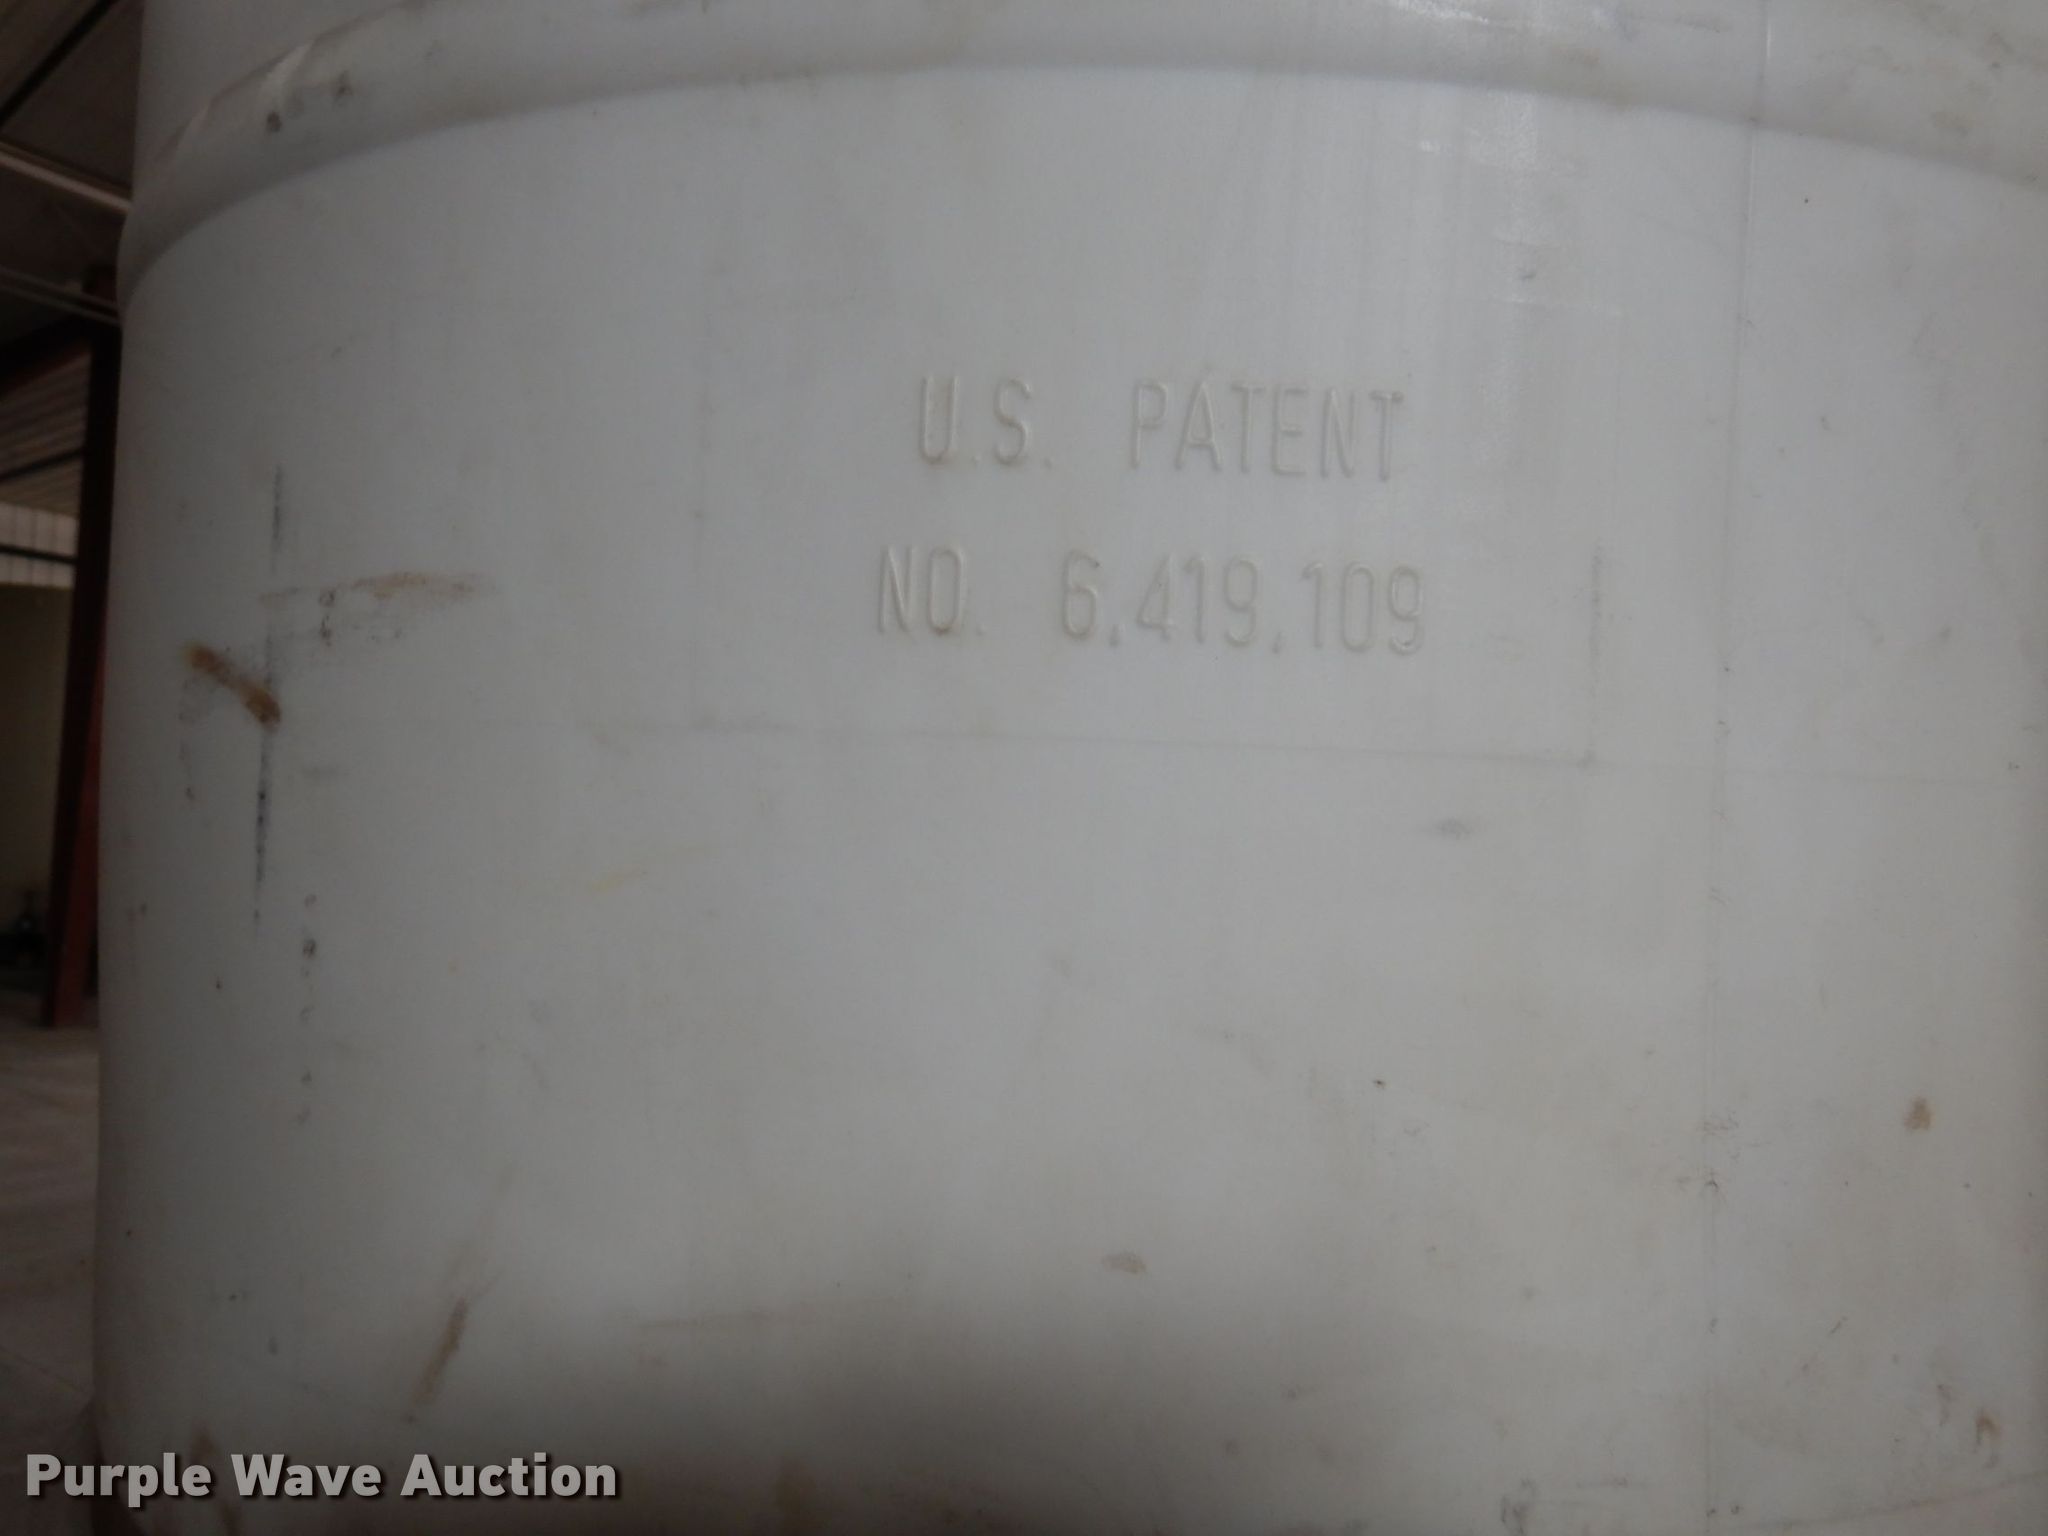 U.S. PATENT
NO. 6,419,109
Purple Wave Auction